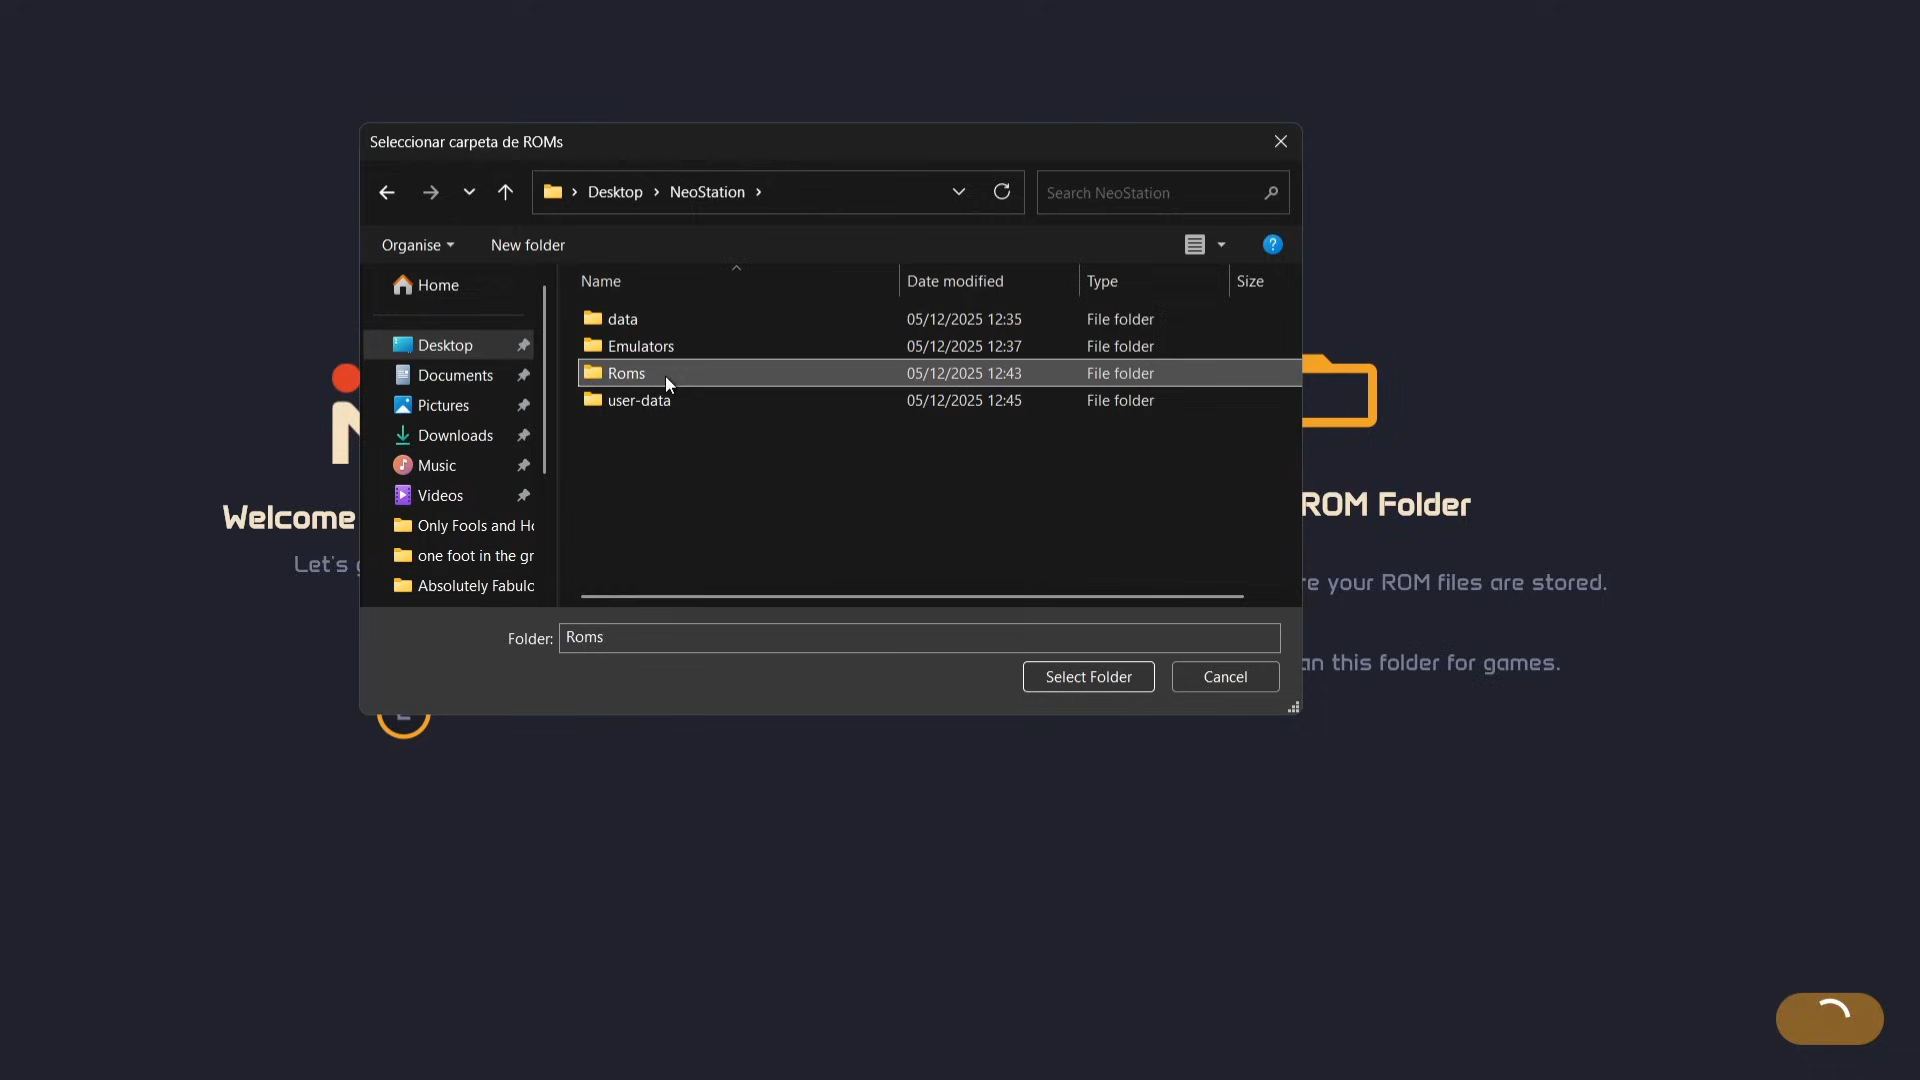 Seleccionar carpeta de ROMs
Desktop > NeoStation >
Search NeoStation
Organise
New folder
Name
Date modified
Type
Size
Home
Desktop
Documents
Pictures
Downloads
Music
Videos
Only Fools and Ho
one foot in the gr
Absolutely Fabulo
data 05/12/2025 12:35 File folder
Emulators 05/12/2025 12:37 File folder
Roms 05/12/2025 12:43 File folder
user-data 05/12/2025 12:45 File folder
Folder: Roms
Select Folder
Cancel
Welcome
Let's
ROM Folder
re your ROM files are stored.
an this folder for games.